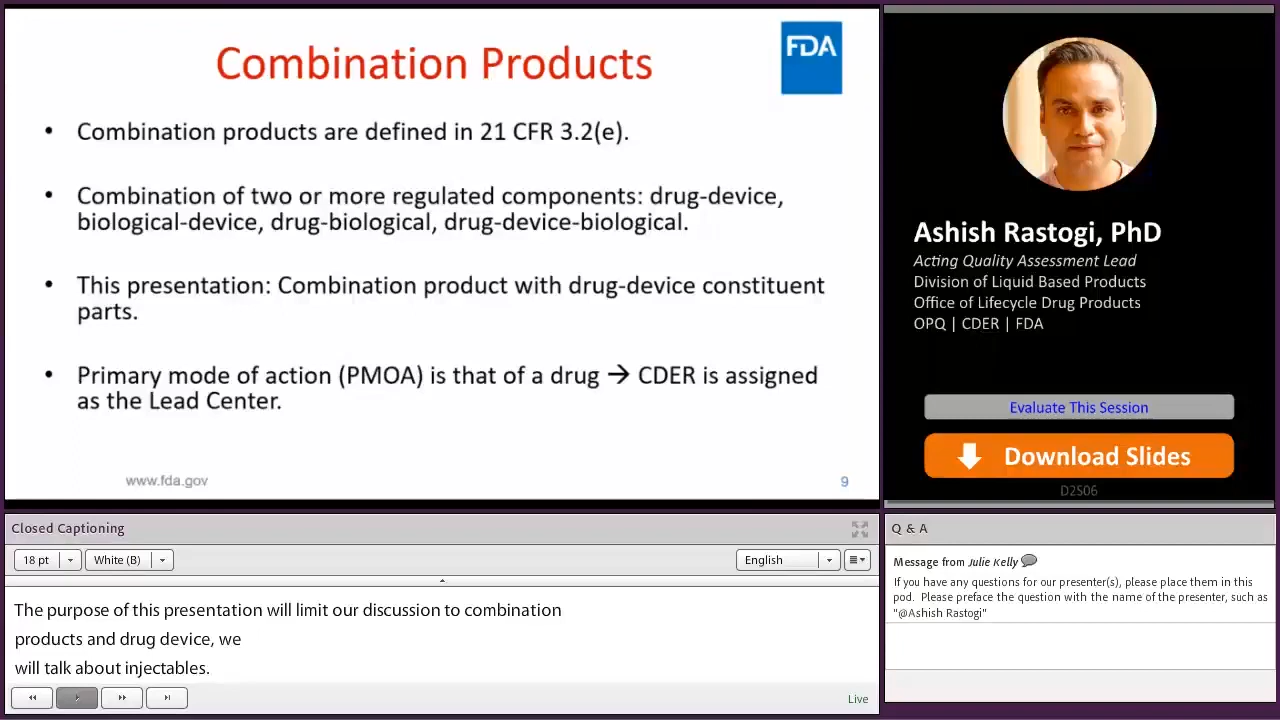 Combination Products
FDA
• Combination products are defined in 21 CFR 3.2(e).
• Combination of two or more regulated components: drug-device,
biological-device, drug-biological, drug-device-biological.
• This presentation: Combination product with drug-device constituent
parts.
• Primary mode of action (PMOA) is that of a drug → CDER is assigned
as the Lead Center.
www.fda.gov
9
Ashish Rastogi, PhD
Acting Quality Assessment Lead
Division of Liquid Based Products
Office of Lifecycle Drug Products
OPQ | CDER | FDA
Evaluate This Session
Download Slides
D2S06
Closed Captioning
18 pt
White (B)
English
The purpose of this presentation will limit our discussion to combination
products and drug device, we
will talk about injectables.
Live
Q & A
Message from Julie Kelly
If you have any questions for our presenter(s), please place them in this
pod. Please preface the question with the name of the presenter, such as
"@Ashish Rastogi"